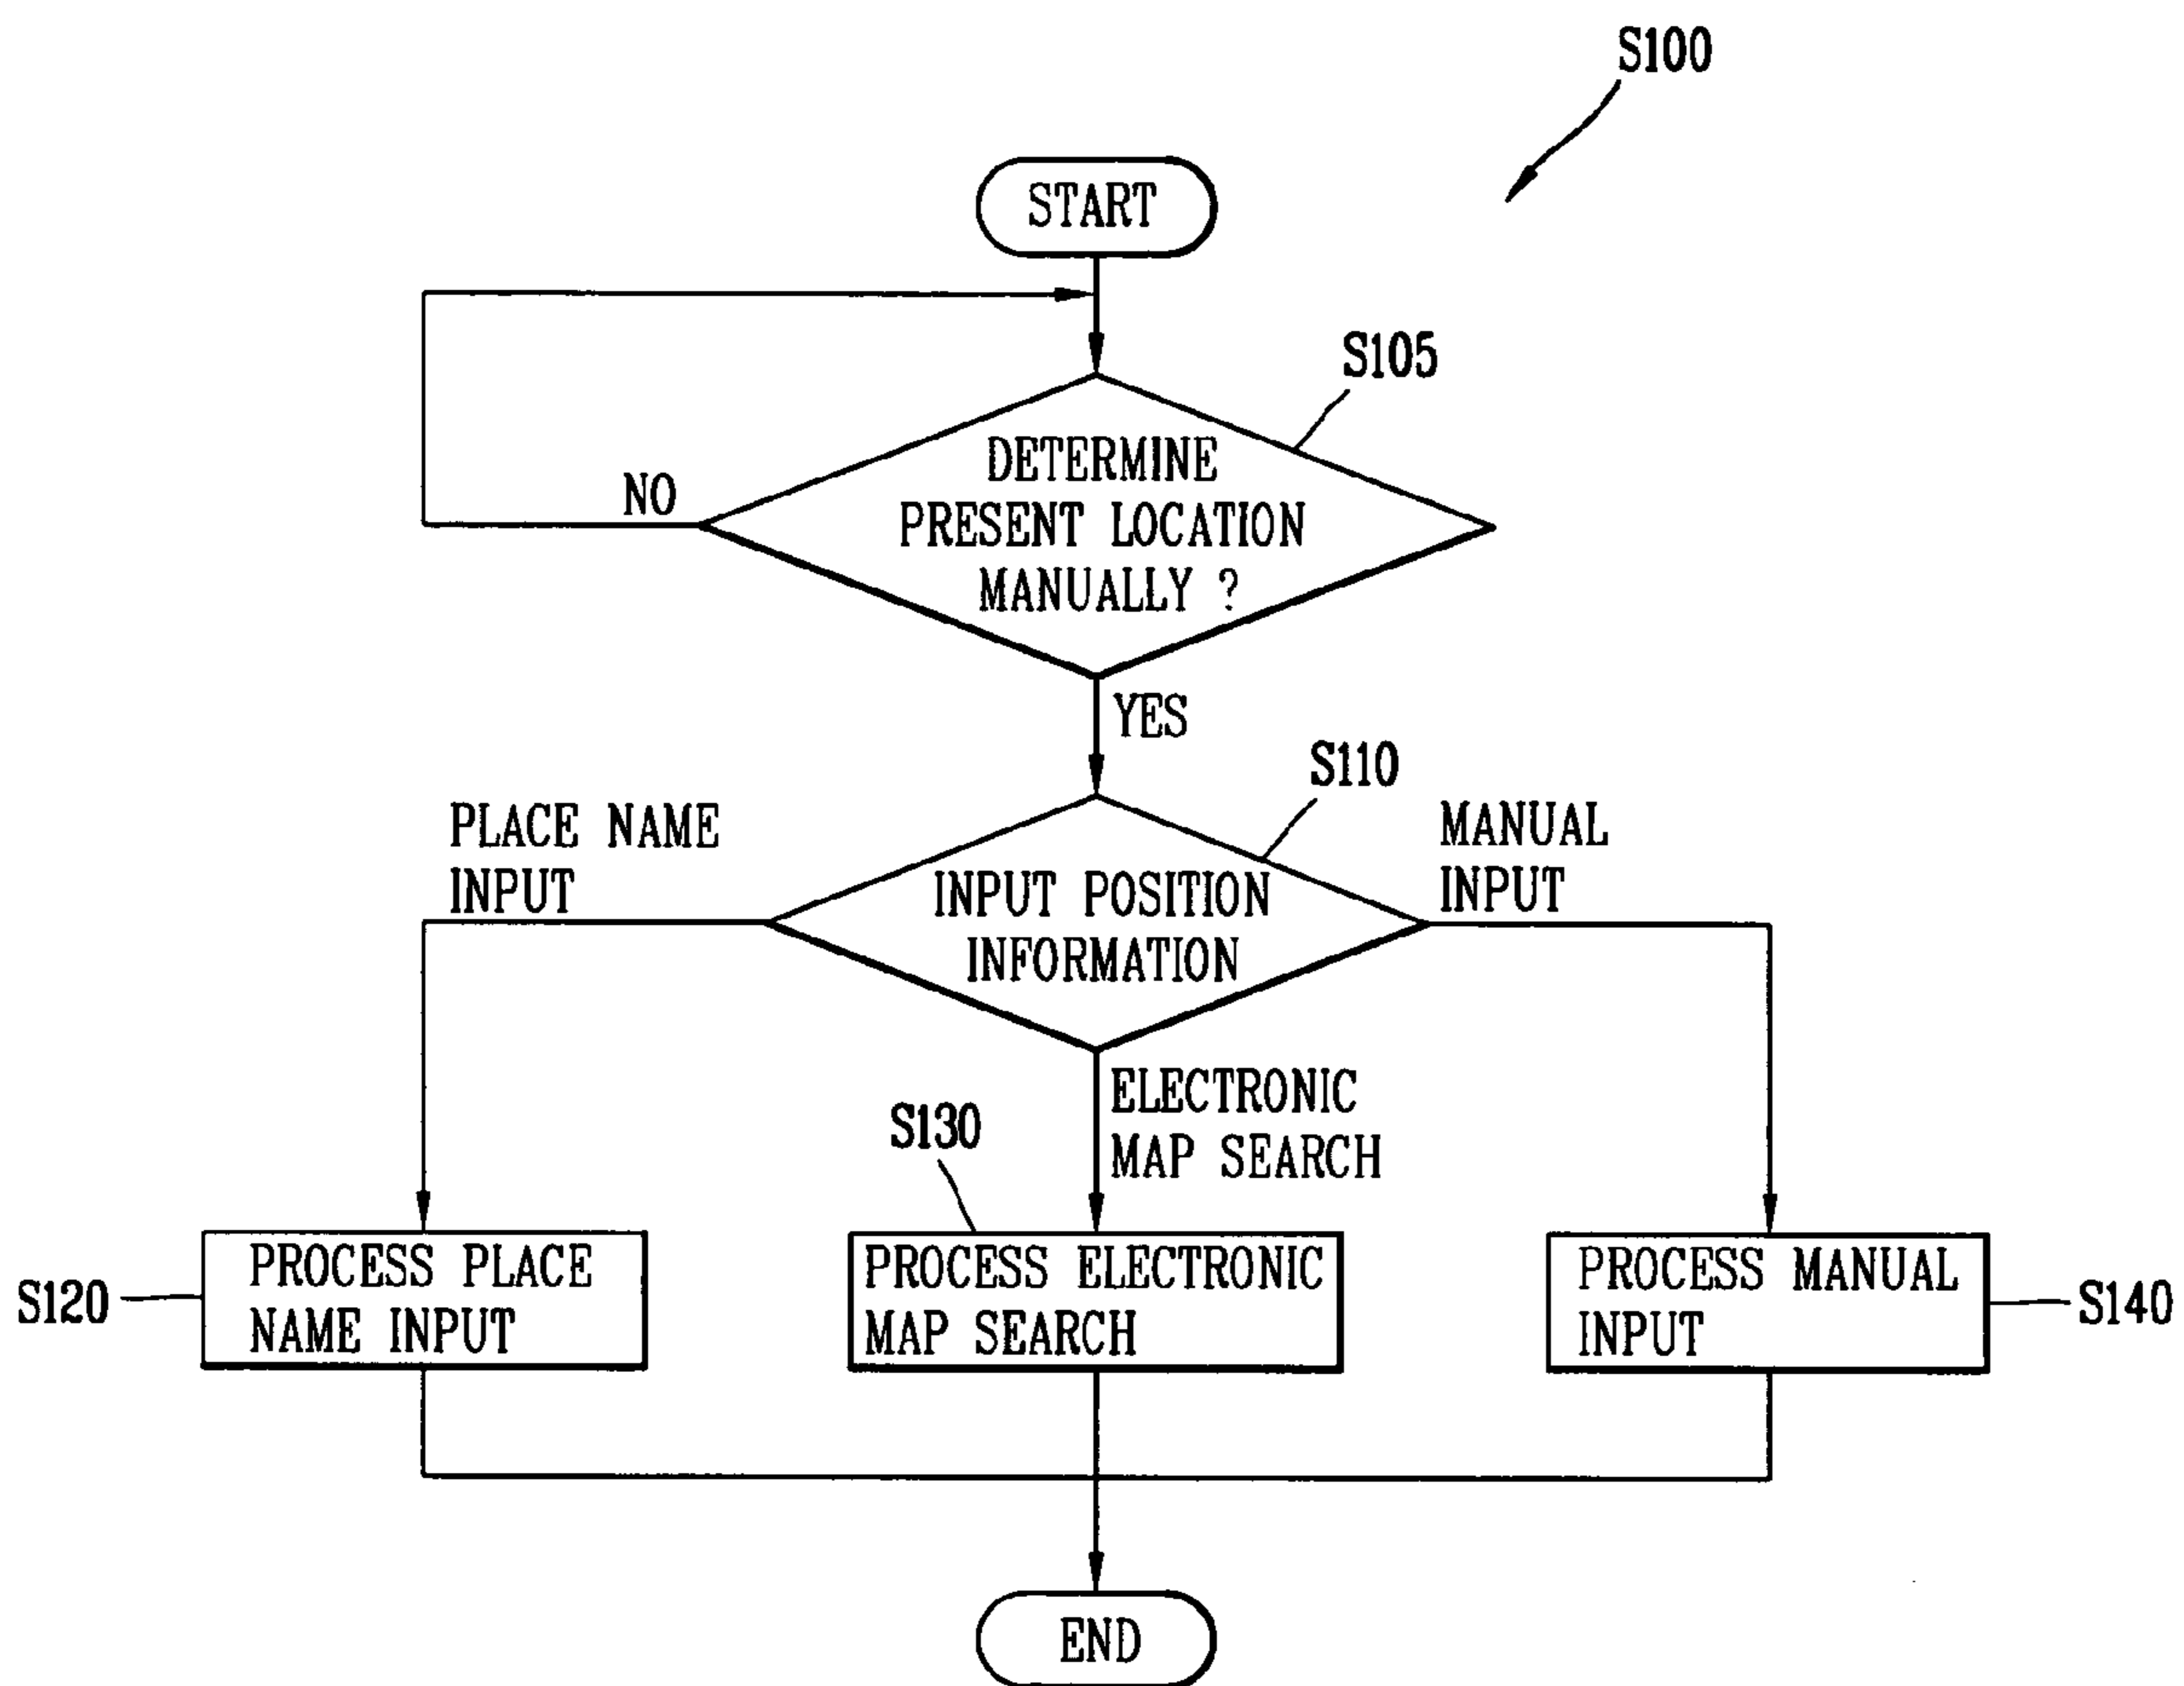 S100
START
S105
DETERMINE
PRESENT LOCATION
MANUALLY ?
NO
YES
S110
PLACE NAME
INPUT
INPUT POSITION
INFORMATION
MANUAL
INPUT
ELECTRONIC
MAP SEARCH
S130
S120
PROCESS PLACE
NAME INPUT
PROCESS ELECTRONIC
MAP SEARCH
PROCESS MANUAL
INPUT
S140
END